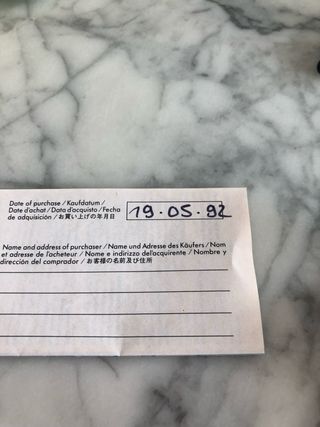 Date of purchase / Kaufdatum /
Date d'achat / Data d'acquisto / Fecha
de adquisición / お買い上げの年月日
19.05.92
Name and address of purchaser / Name und Adresse des Käufers / Nom
et adresse de l'acheteur / Nome e indirizzo del'acquirente / Nombre y
dirección del comprador / お客様の名前及び住所